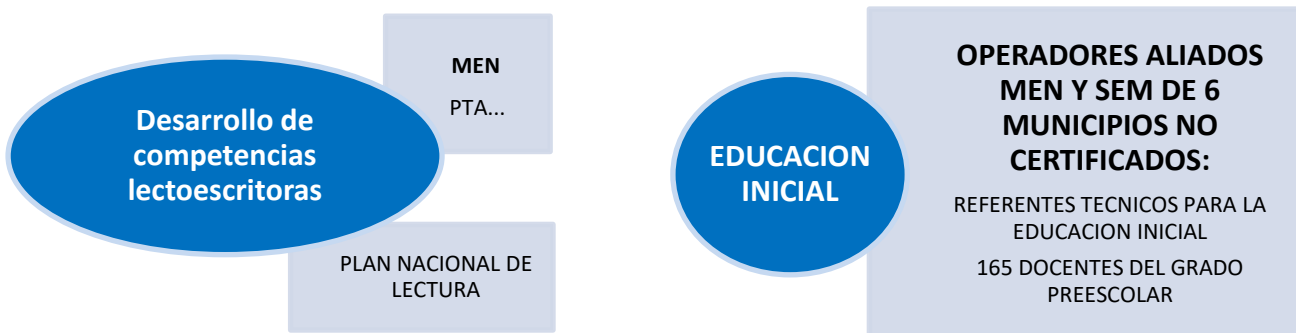 Desarrollo de
competencias
lectoescritoras
MEN
PTA...
PLAN NACIONAL DE
LECTURA
EDUCACION
INICIAL
OPERADORES ALIADOS
MEN Y SEM DE 6
MUNICIPIOS NO
CERTIFICADOS:
REFERENTES TECNICOS PARA LA
EDUCACION INICIAL
165 DOCENTES DEL GRADO
PREESCOLAR